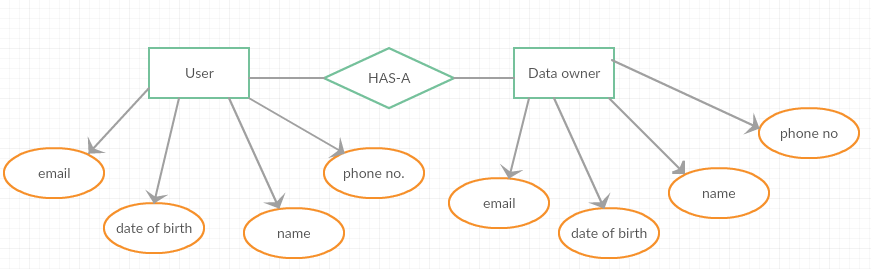 User
HAS-A
Data owner
email
date of birth
name
phone no.
email
date of birth
name
phone no